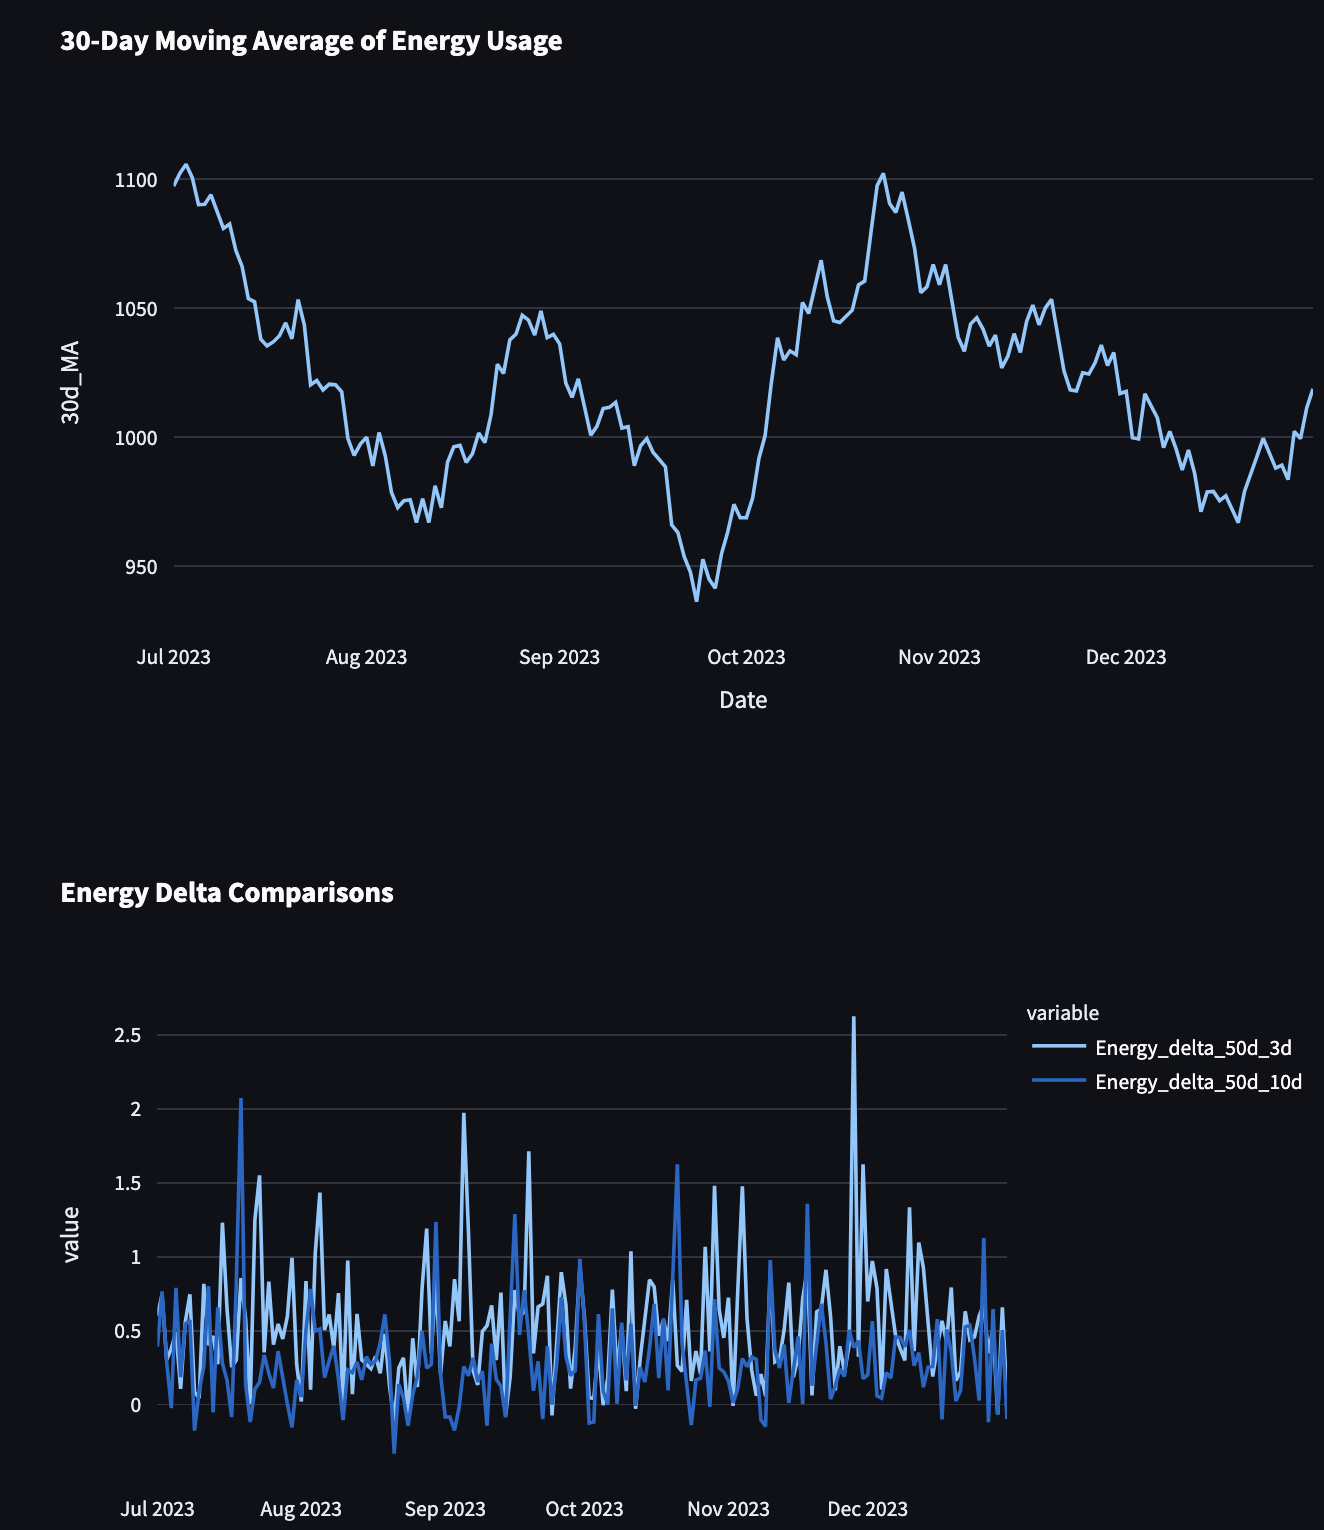 30-Day Moving Average of Energy Usage
1100
1050
1000
950
30d_MA
Jul 2023 Aug 2023 Sep 2023 Oct 2023 Nov 2023 Dec 2023
Date
Energy Delta Comparisons
variable
Energy_delta_50d_3d
Energy_delta_50d_10d
2.5
2
1.5
1
0.5
0
value
Jul 2023 Aug 2023 Sep 2023 Oct 2023 Nov 2023 Dec 2023